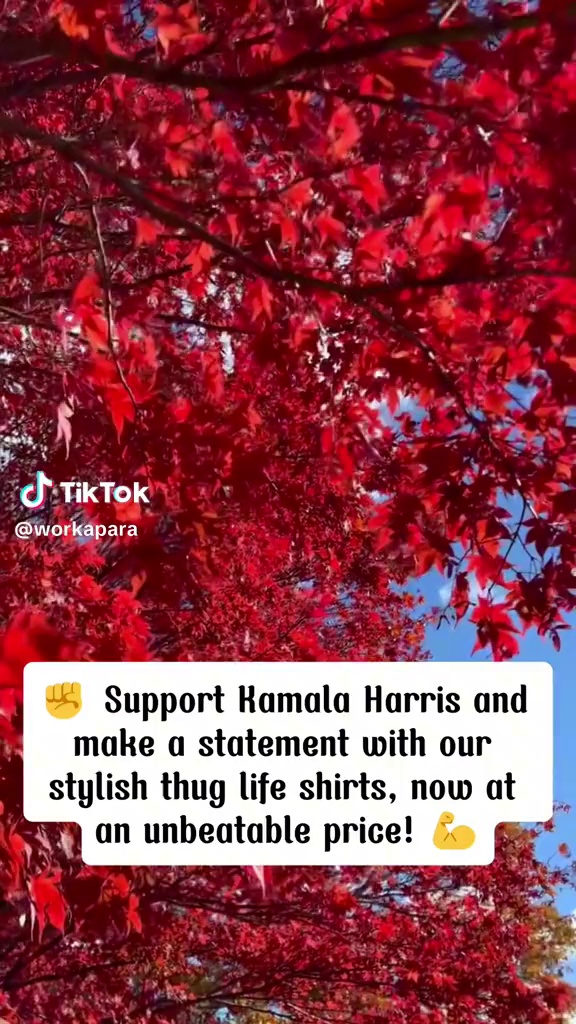 TikTok
@workapara
✊ Support Kamala Harris and
make a statement with our
stylish thug life shirts, now at
an unbeatable price! 💪